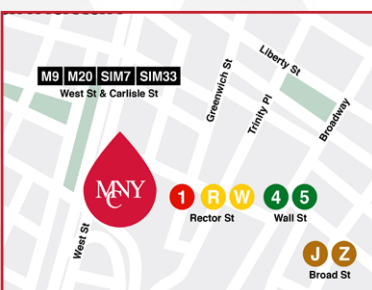 Liberty St
Greenwich St
M9 M20 SIM7 SIM33
West St & Carlisle St
Trinity Pl
Broadway
MCNY
1 R W 4 5
Rector St Wall St
West St
J Z
Broad St